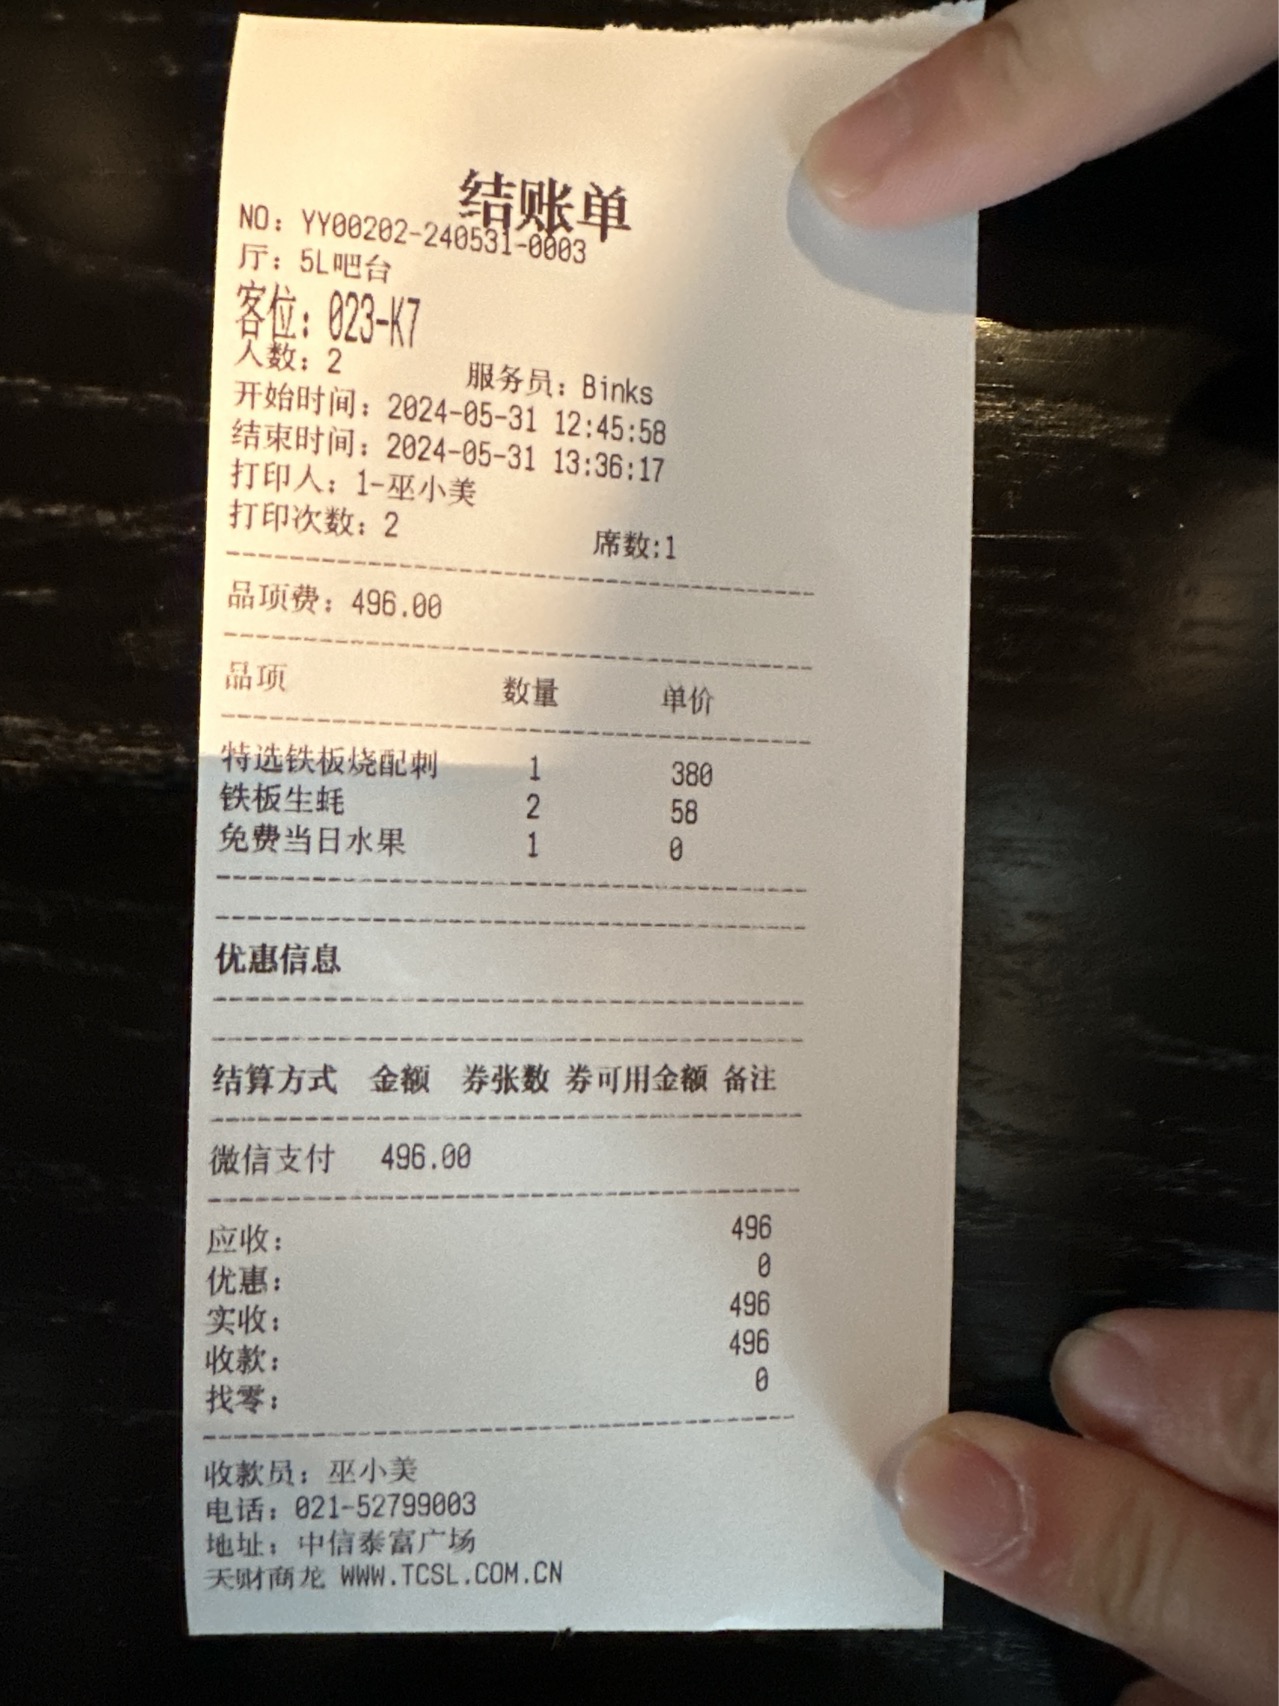 结账单
NO: YY00202-240531-0003
厅: 5L吧台
客位: 023-K7
人数: 2 服务员: Binks
开始时间: 2024-05-31 12:45:58
结束时间: 2024-05-31 13:36:17
打印人: 1-巫小美
打印次数: 2 席数:1
品项费: 496.00
品项 数量 单价
特选铁板烧配刺 1 380
铁板生蚝 2 58
免费当日水果 1 0
优惠信息
结算方式 金额 券张数 券可用金额 备注
微信支付 496.00
应收: 496
优惠: 0
实收: 496
收款: 496
找零: 0
收款员: 巫小美
电话: 021-52799003
地址: 中信泰富广场
天财商龙 WWW.TCSL.COM.CN